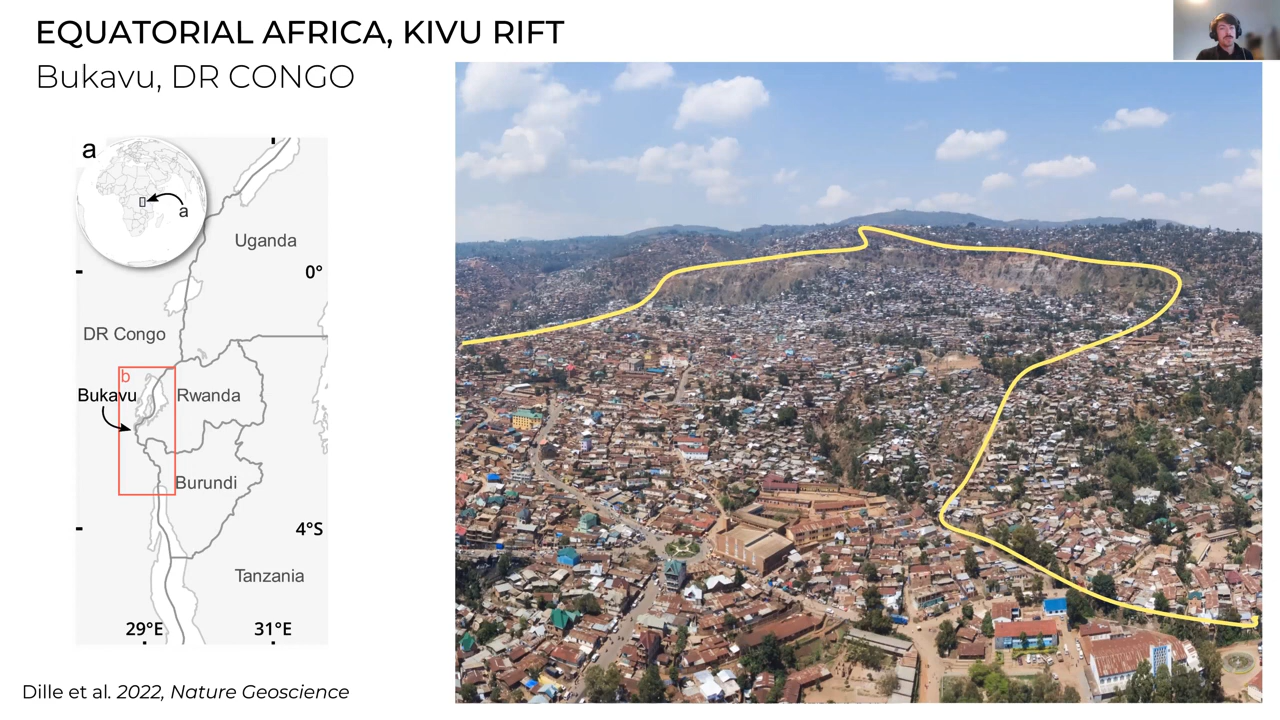 EQUATORIAL AFRICA, KIVU RIFT
Bukavu, DR CONGO
a
a
Uganda
0°
DR Congo
b
Bukavu
Rwanda
Burundi
4°S
Tanzania
29°E
31°E
Dille et al. 2022, Nature Geoscience